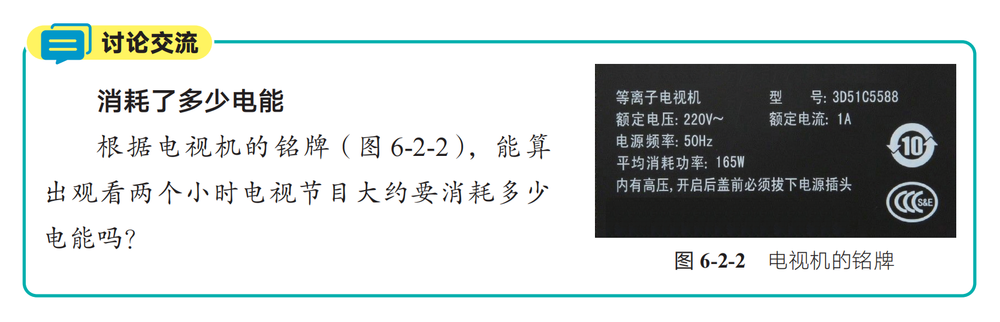 讨论交流
消耗了多少电能
根据电视机的铭牌（图 6-2-2），能算
出观看两个小时电视节目大约要消耗多少
电能吗？
等离子电视机 型 号: 3D51C5588
额定电压: 220V~ 额定电流: 1A
电源频率: 50Hz
平均消耗功率: 165W
内有高压,开启后盖前必须拔下电源插头
10
CCC S&E
图 6-2-2 电视机的铭牌